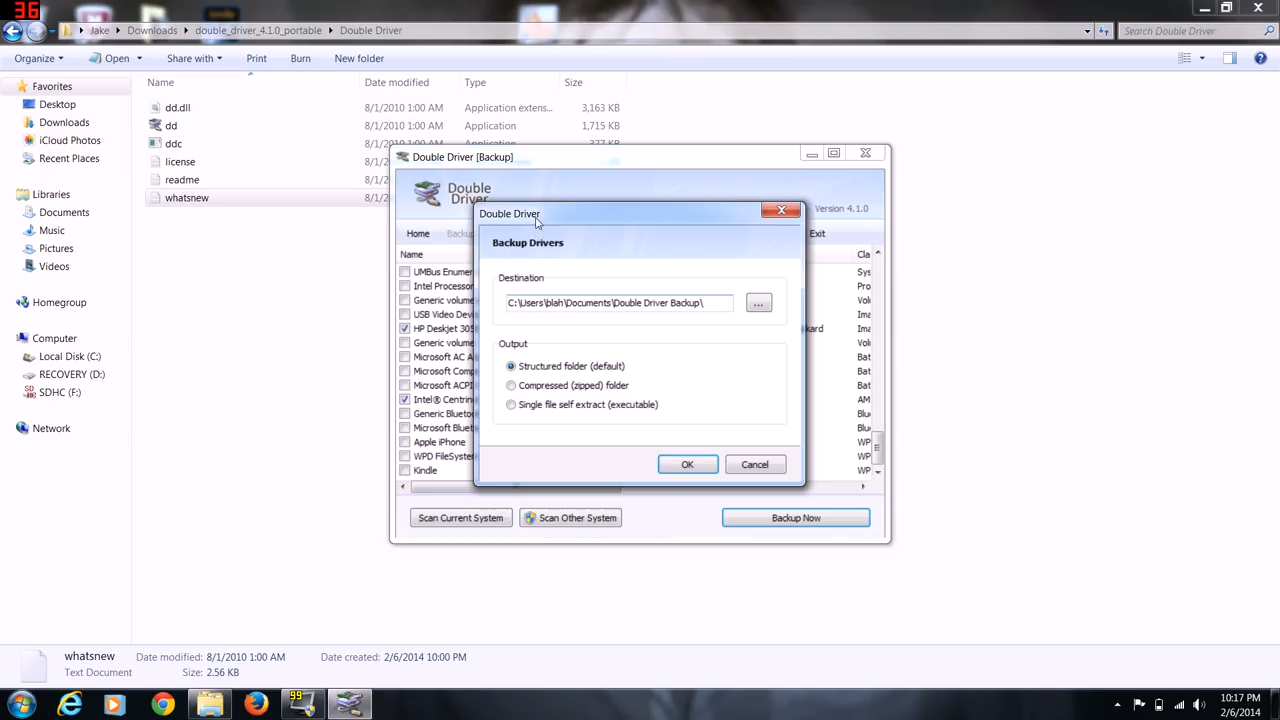 36
Jake
Downloads
double_driver_4.1.0_portable
Double Driver
Search Double Driver
Organize
Open
Share with
Print
Burn
New folder
Name
Date modified
Type
Size
Favorites
Desktop
Downloads
iCloud Photos
Recent Places
Libraries
Documents
Music
Pictures
Videos
Homegroup
Computer
Local Disk (C:)
RECOVERY (D:)
SDHC (F:)
Network
dd.dll 8/1/2010 1:00 AM Application extens... 3,163 KB
dd 8/1/2010 1:00 AM Application 1,715 KB
ddc 8/1/2010 1:00 AM Application 377 KB
license 8/1/2
readme 8/1/2
whatsnew 8/1/2
Double Driver [Backup]
Double
Driver
Version 4.1.0
Home
Backup
Exit
Name
Cla
UMBus Enumer Sys
Intel Processor Pro
Generic volume Vol
USB Video Devi Ima
HP Deskjet 305 ckard Ima
Generic volume Vol
Microsoft AC A Bat
Microsoft Comp Bat
Microsoft ACPI Bat
Intel® Centrin AM
Generic Bluetoo Blu
Microsoft Bluet Blu
Apple iPhone WP
WPD FileSystem WP
Kindle WP
Scan Current System
Scan Other System
Backup Now
Double Driver
Backup Drivers
Destination
C:\Users\blah\Documents\Double Driver Backup\
...
Output
Structured folder (default)
Compressed (zipped) folder
Single file self extract (executable)
OK
Cancel
whatsnew Date modified: 8/1/2010 1:00 AM Date created: 2/6/2014 10:00 PM
Text Document Size: 2.56 KB
99
10:17 PM
2/6/2014